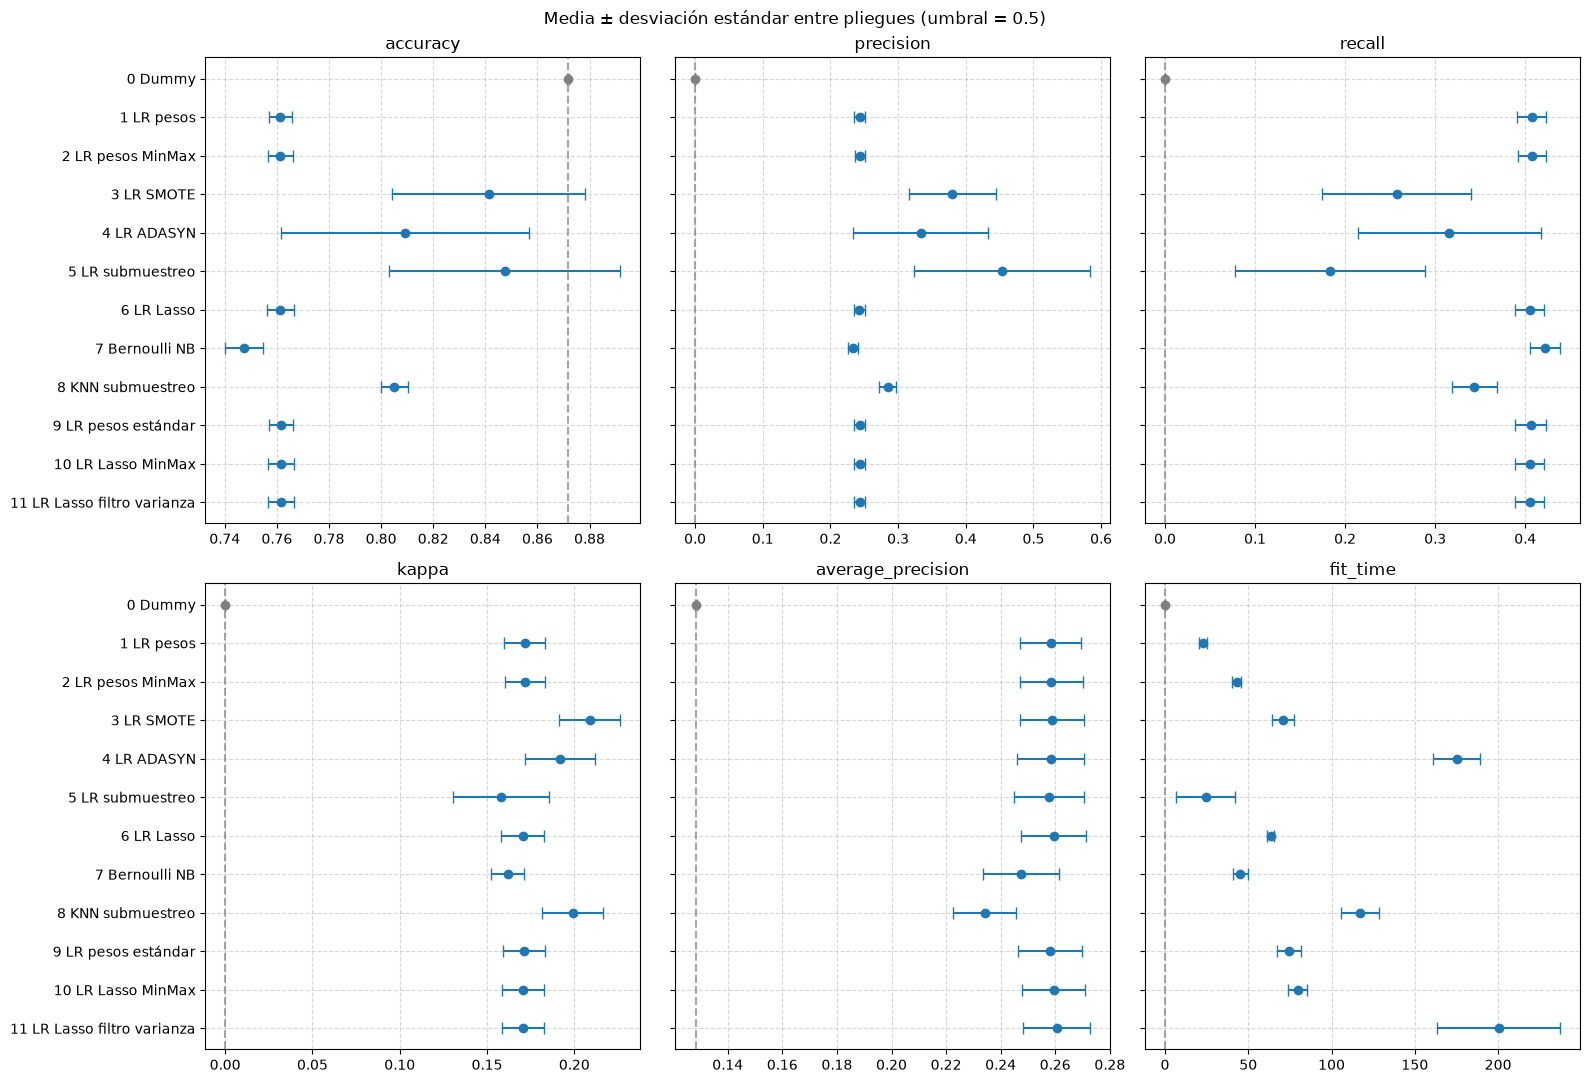 Media ± desviación estándar entre pliegues (umbral = 0.5)
accuracy
precision
recall
0 Dummy
1 LR pesos
2 LR pesos MinMax
3 LR SMOTE
4 LR ADASYN
5 LR submuestreo
6 LR Lasso
7 Bernoulli NB
8 KNN submuestreo
9 LR pesos estándar
10 LR Lasso MinMax
11 LR Lasso filtro varianza
0.74 0.76 0.78 0.80 0.82 0.84 0.86 0.88
0.0 0.1 0.2 0.3 0.4 0.5 0.6
0.0 0.1 0.2 0.3 0.4
kappa
average_precision
fit_time
0 Dummy
1 LR pesos
2 LR pesos MinMax
3 LR SMOTE
4 LR ADASYN
5 LR submuestreo
6 LR Lasso
7 Bernoulli NB
8 KNN submuestreo
9 LR pesos estándar
10 LR Lasso MinMax
11 LR Lasso filtro varianza
0.00 0.05 0.10 0.15 0.20
0.14 0.16 0.18 0.20 0.22 0.24 0.26 0.28
0 50 100 150 200